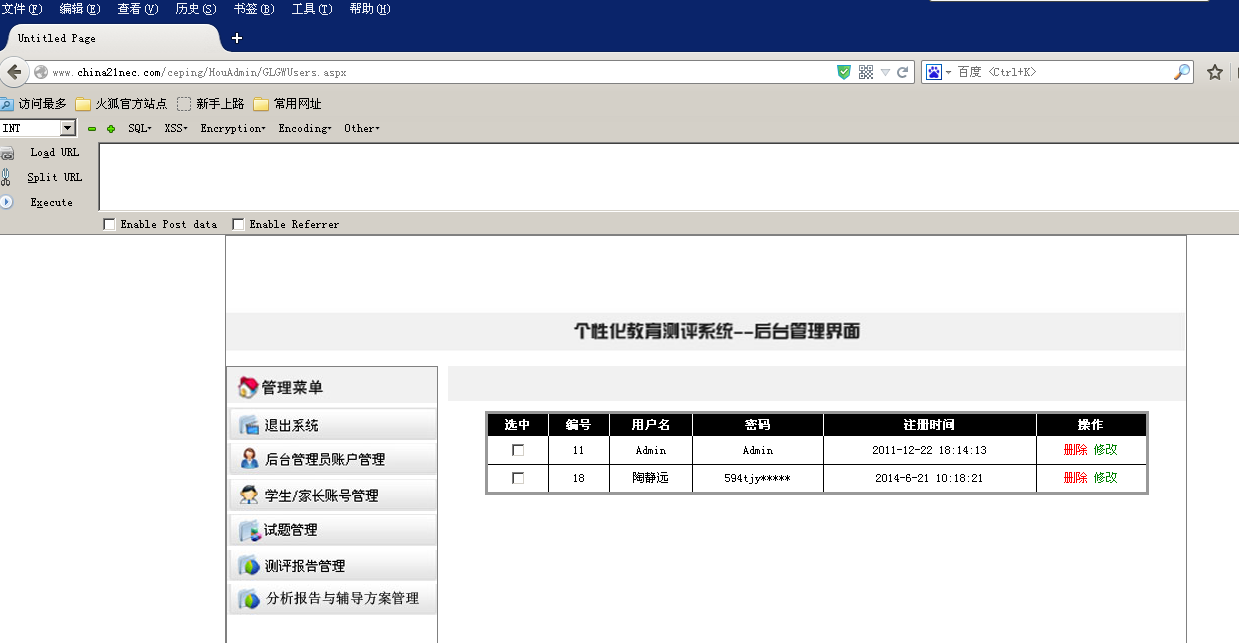 文件(F) 编辑(E) 查看(V) 历史(S) 书签(B) 工具(T) 帮助(H)
Untitled Page
www.china21nec.com/ceping/HouAdmin/GLGWUsers.aspx 百度 <Ctrl+K>
访问最多 火狐官方站点 新手上路 常用网址
INT SQL XSS Encryption Encoding Other
Load URL
Split URL
Execute
Enable Post data Enable Referrer
个性化教育测评系统--后台管理界面
管理菜单
退出系统
后台管理员账户管理
学生/家长账号管理
试题管理
测评报告管理
分析报告与辅导方案管理
选中 编号 用户名 密码 注册时间 操作
11 Admin Admin 2011-12-22 18:14:13 删除 修改
18 陶静远 594tjy***** 2014-6-21 10:18:21 删除 修改